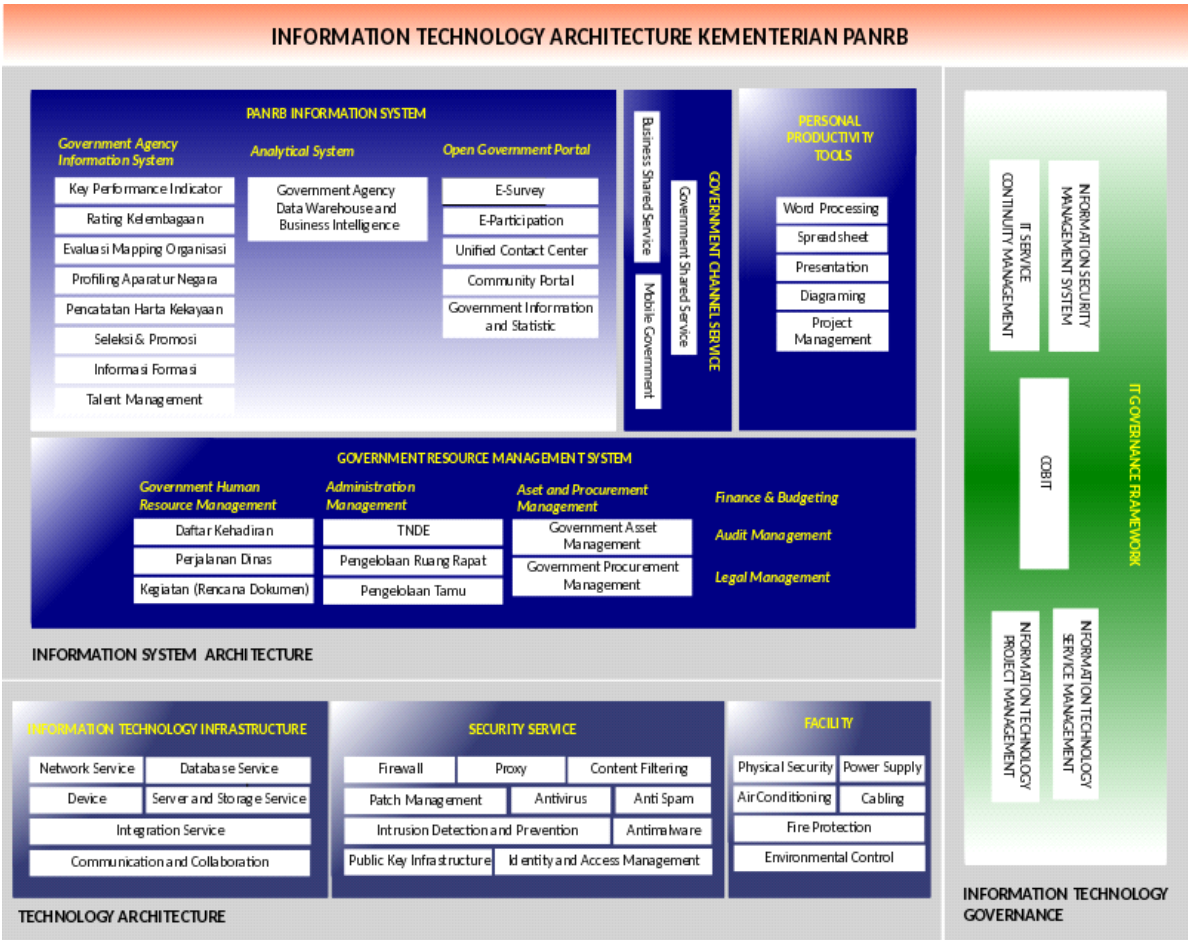 INFORMATION TECHNOLOGY ARCHITECTURE KEMENTERIAN PANRB
PANRB INFORMATION SYSTEM
Government Agency
Information System
Key Performance Indicator
Rating Kelembagaan
Evaluasi Mapping Organisasi
Profiling Aparatur Negara
Pencatatan Harta Kekayaan
Seleksi & Promosi
Informasi Formasi
Talent Management
Analytical System
Government Agency
Data Warehouse and
Business Intelligence
Open Government Portal
E-Survey
E-Participation
Unified Contact Center
Community Portal
Government Information
and Statistic
Business Shared Service
Mobile Government
Government Shared Service
GOVERNMENT CHANNEL SERVICE
PERSONAL
PRODUCTIVITY
TOOLS
Word Processing
Spreadsheet
Presentation
Diagraming
Project
Management
GOVERNMENT RESOURCE MANAGEMENT SYSTEM
Government Human
Resource Management
Daftar Kehadiran
Perjalanan Dinas
Kegiatan (Rencana Dokumen)
Administration
Management
TNDE
Pengelolaan Ruang Rapat
Pengelolaan Tamu
Aset and Procurement
Management
Government Asset
Management
Government Procurement
Management
Finance & Budgeting
Audit Management
Legal Management
INFORMATION SYSTEM ARCHITECTURE
INFORMATION TECHNOLOGY INFRASTRUCTURE
Network Service
Database Service
Device
Server and Storage Service
Integration Service
Communication and Collaboration
SECURITY SERVICE
Firewall
Proxy
Content Filtering
Patch Management
Antivirus
Anti Spam
Intrusion Detection and Prevention
Antimalware
Public Key Infrastructure
Identity and Access Management
FACILITY
Physical Security
Power Supply
Air Conditioning
Cabling
Fire Protection
Environmental Control
TECHNOLOGY ARCHITECTURE
IT SERVICE
CONTINUITY MANAGEMENT
INFORMATION SECURITY
MANAGEMENT SYSTEM
COBIT
IT GOVERNANCE FRAMEWORK
INFORMATION TECHNOLOGY
PROJECT MANAGEMENT
INFORMATION TECHNOLOGY
SERVICE MANAGEMENT
INFORMATION TECHNOLOGY
GOVERNANCE